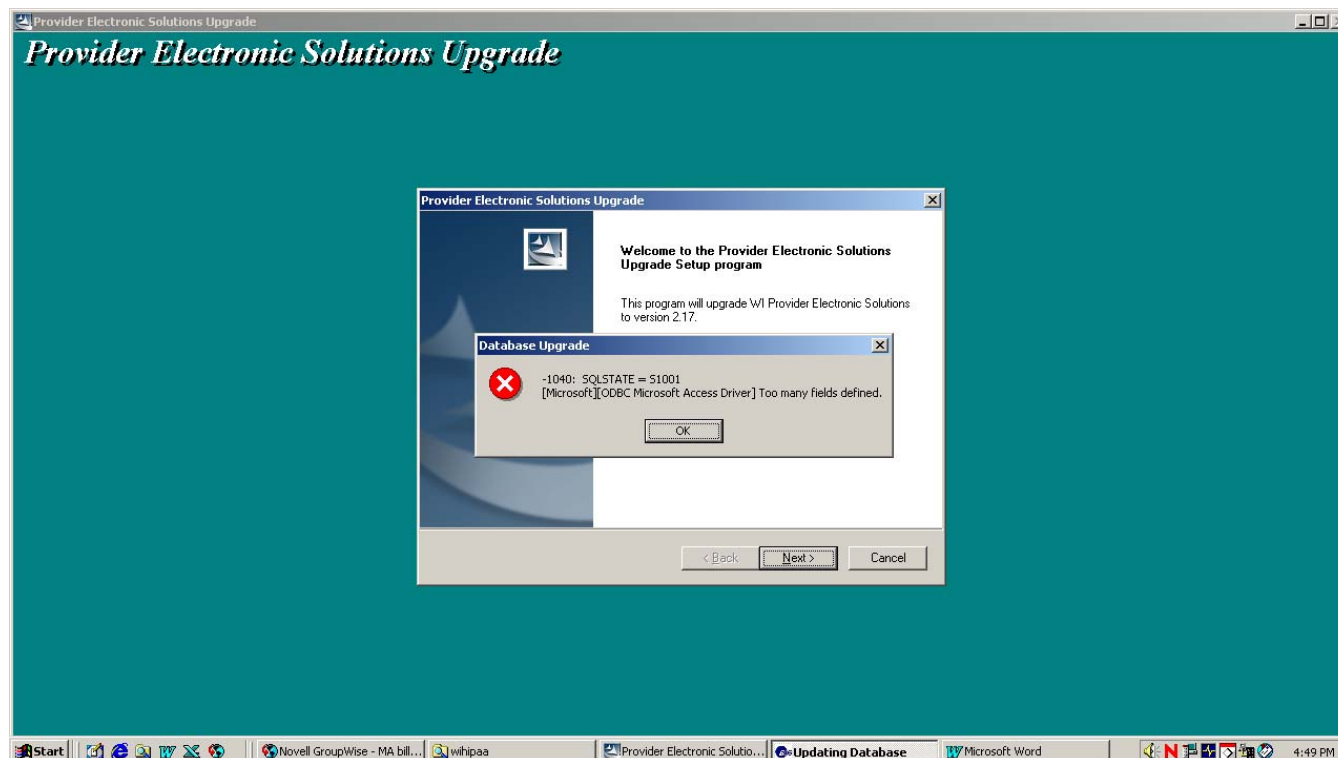 Provider Electronic Solutions Upgrade
Provider Electronic Solutions Upgrade
Provider Electronic Solutions Upgrade
Welcome to the Provider Electronic Solutions
Upgrade Setup program
This program will upgrade WI Provider Electronic Solutions
to version 2.17.
Database Upgrade
-1040: SQLSTATE = S1001
[Microsoft][ODBC Microsoft Access Driver] Too many fields defined.
OK
< Back
Next >
Cancel
Start
Novell GroupWise - MA bill...
wihipaa
Provider Electronic Solutio...
Updating Database
Microsoft Word
4:49 PM